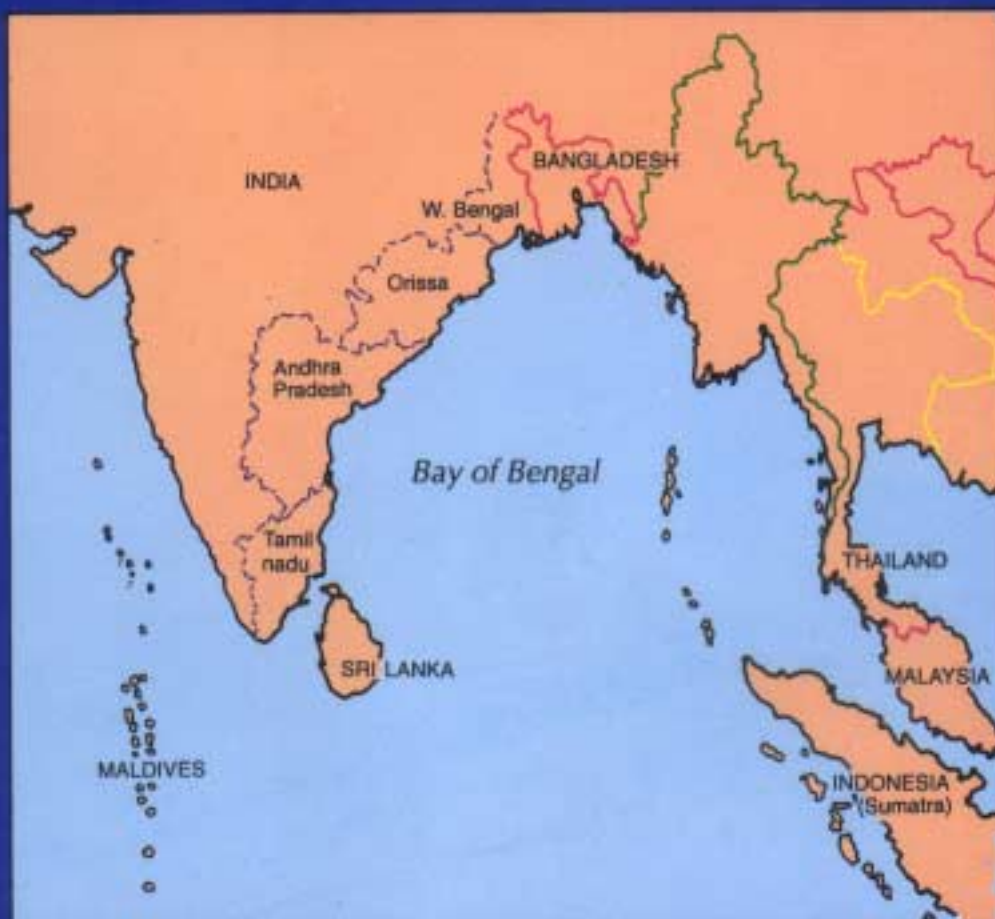 BANGLADESH
INDIA
W. Bengal
Orissa
Andhra
Pradesh
Bay of Bengal
Tamil
nadu
THAILAND
SRI LANKA
MALAYSIA
MALDIVES
INDONESIA
(Sumatra)